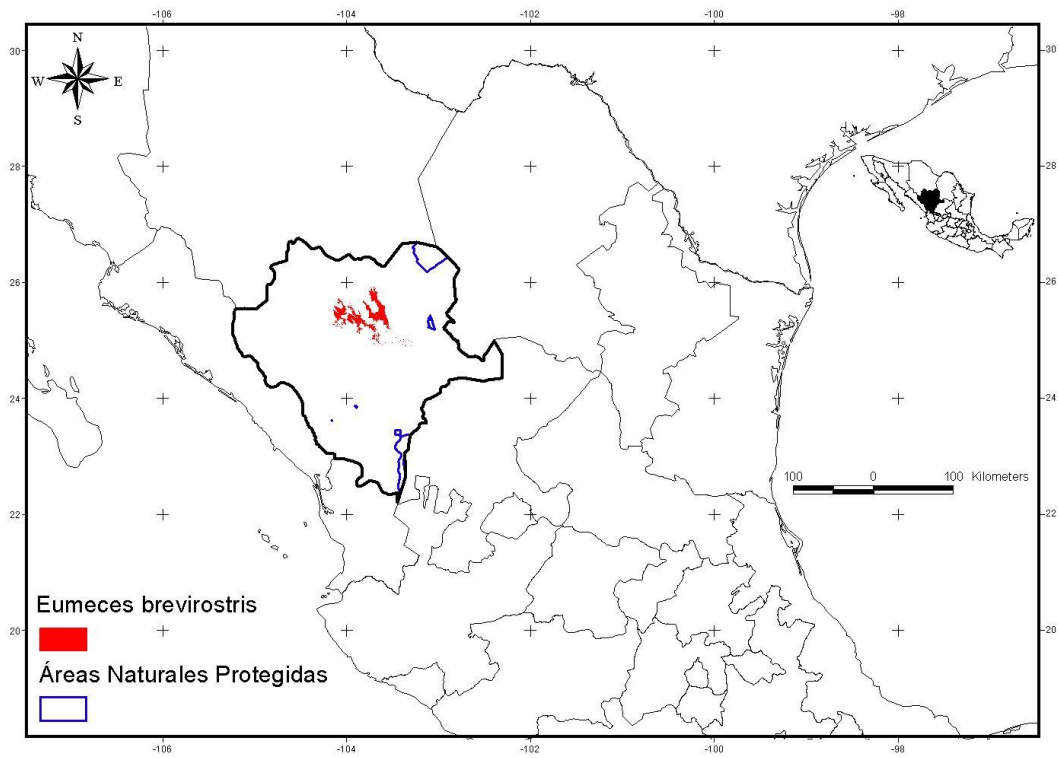 -106 -104 -102 -100 -98
30
30
N
W E
S
28
28
26
26
24
24
100 0 100 Kilometers
22
22
Eumeces brevirostris
20
20
Áreas Naturales Protegidas
-106 -104 -102 -100 -98